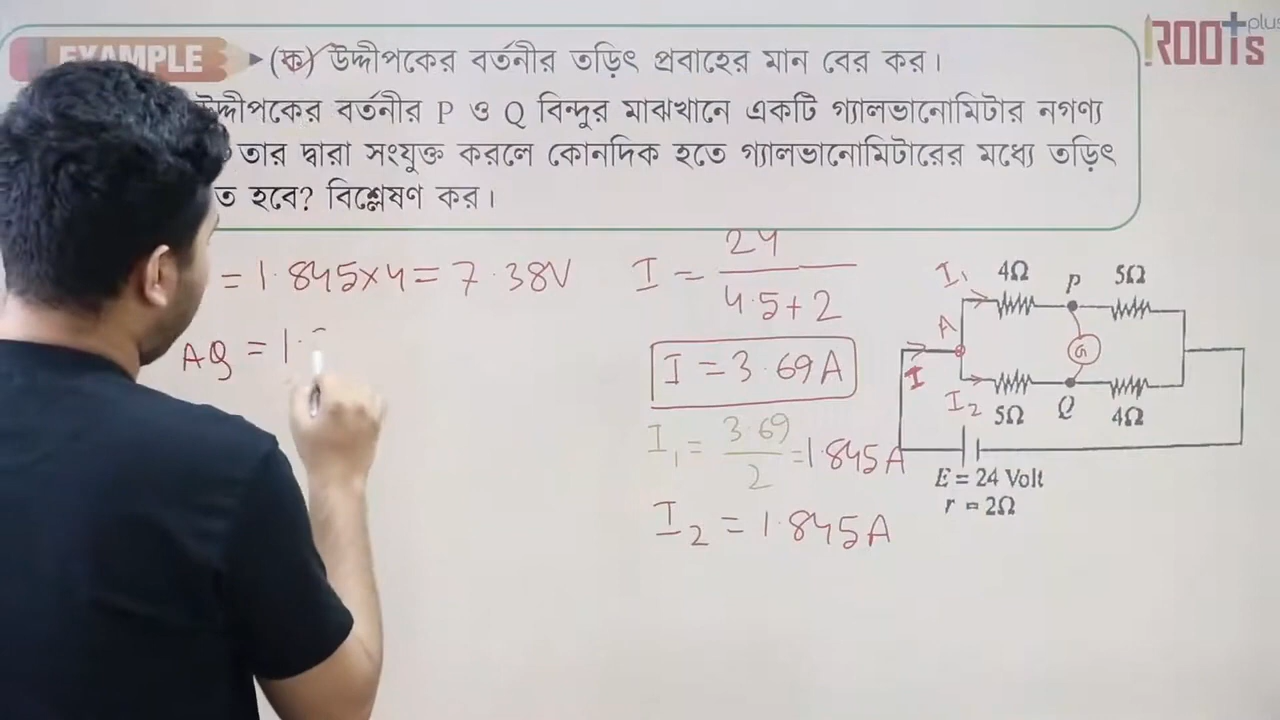 EXAMPLE (ক) উদ্দীপকের বর্তনীর তড়িৎ প্রবাহের মান বের কর।
উদ্দীপকের বর্তনীর P ও Q বিন্দুর মাঝখানে একটি গ্যালভানোমিটার নগণ্য
তার দ্বারা সংযুক্ত করলে কোনদিক হতে গ্যালভানোমিটারের মধ্যে তড়িৎ
হবে? বিশ্লেষণ কর।
ROOTs plus
= 1.845×4 = 7.38V
AQ = 1.
I = 24 / 4.5+2
I = 3.69A
I₁ = 3.69 / 2 = 1.845A
I₂ = 1.845A
I₁ 4Ω P 5Ω
A G
I
I₂ 5Ω Q 4Ω
E = 24 Volt
r = 2Ω